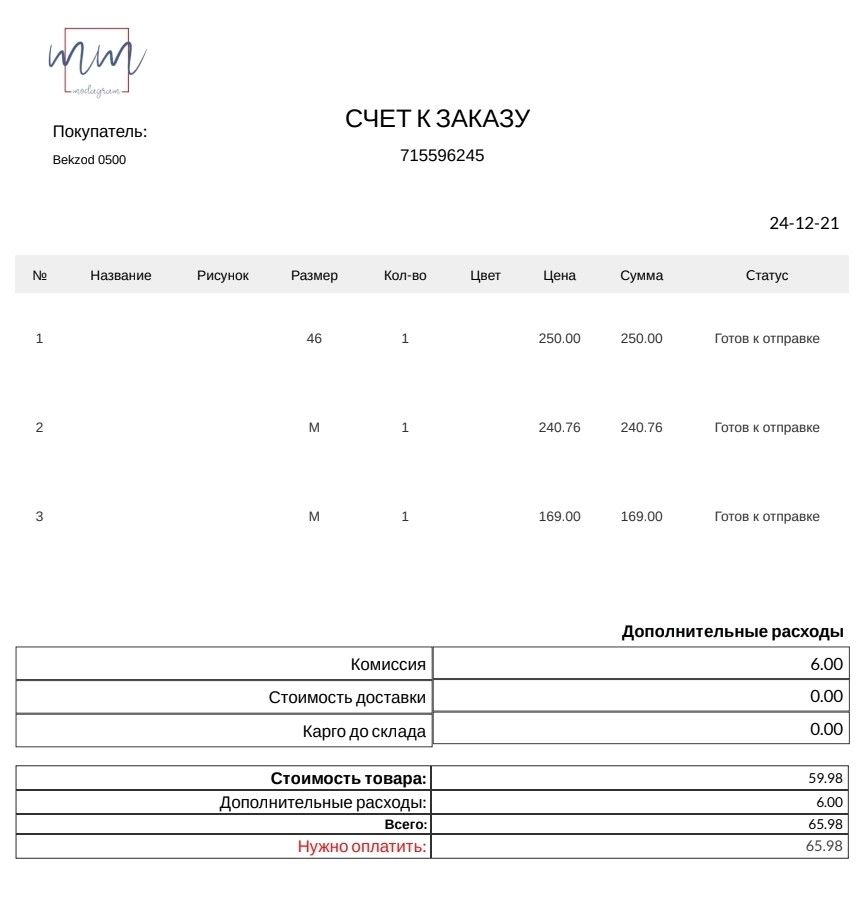 mm
modagram
СЧЕТ К ЗАКАЗУ
Покупатель:
715596245
Bekzod 0500
24-12-21
№ Название Рисунок Размер Кол-во Цвет Цена Сумма Статус
1 46 1 250.00 250.00 Готов к отправке
2 M 1 240.76 240.76 Готов к отправке
3 M 1 169.00 169.00 Готов к отправке
Дополнительные расходы
Комиссия 6.00
Стоимость доставки 0.00
Карго до склада 0.00
Стоимость товара: 59.98
Дополнительные расходы: 6.00
Всего: 65.98
Нужно оплатить: 65.98